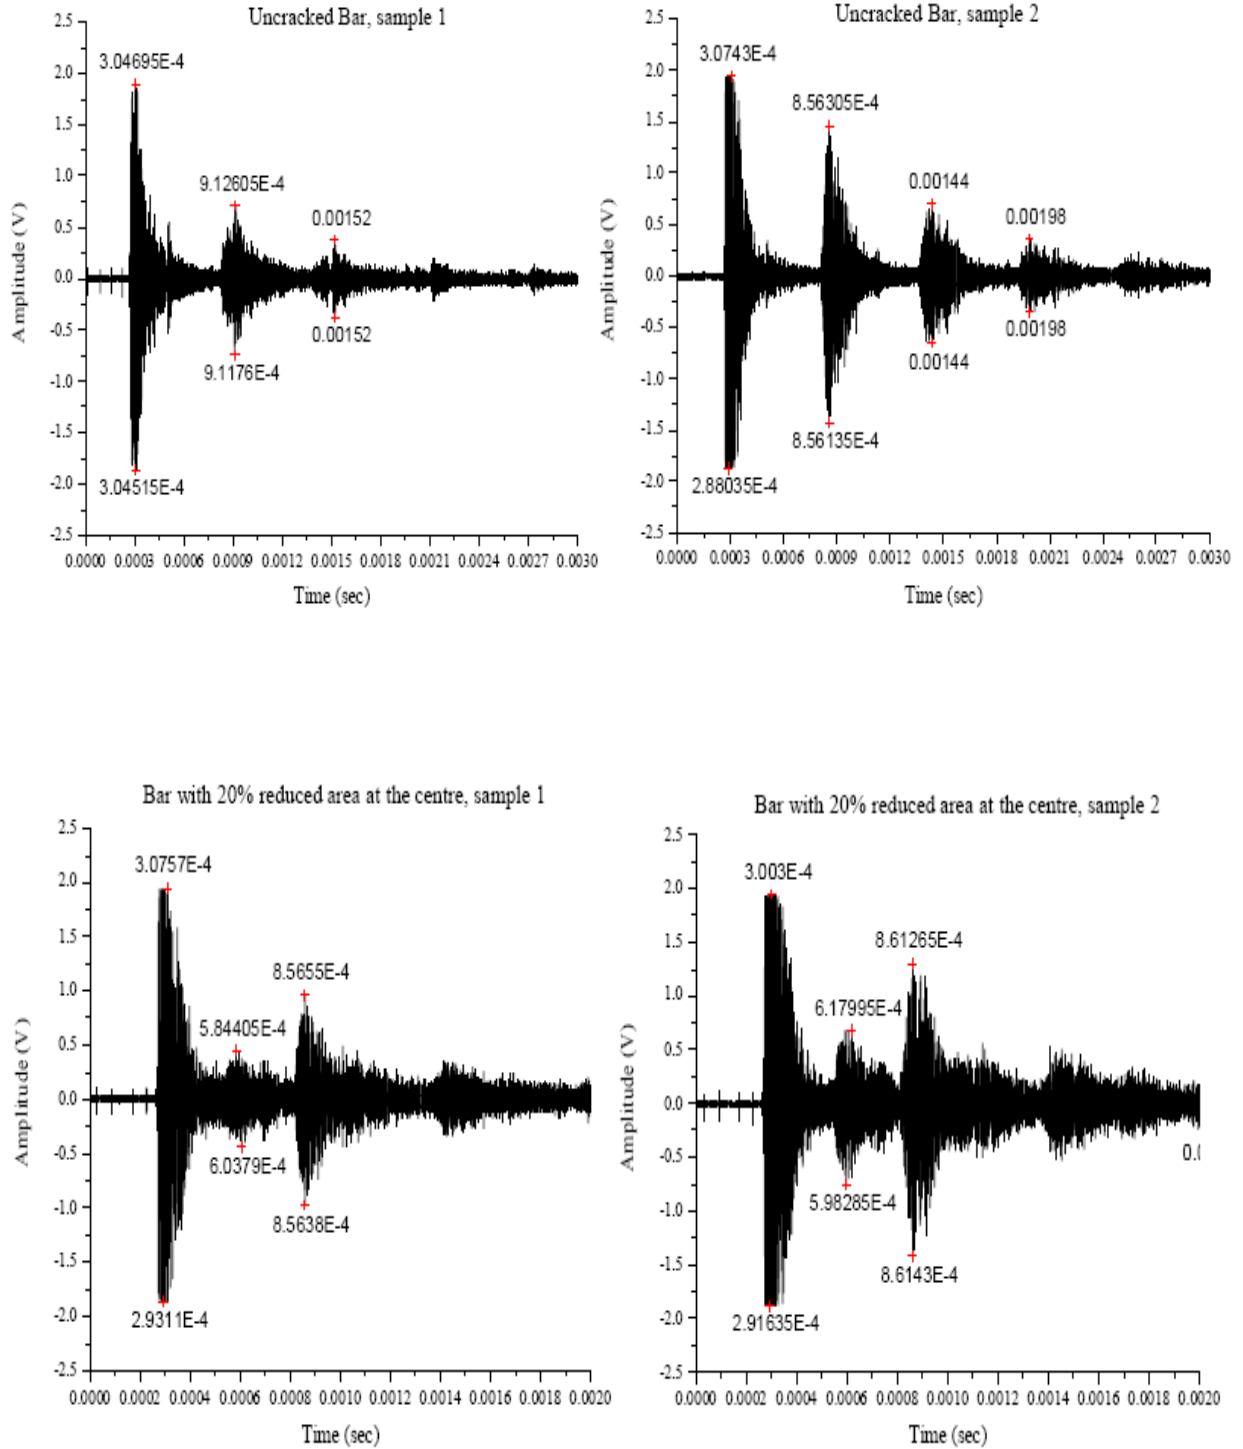 Uncracked Bar, sample 1
2.5
2.0
1.5
1.0
0.5
0.0
-0.5
-1.0
-1.5
-2.0
-2.5
Amplitude (V)
3.04695E-4
9.12605E-4
0.00152
0.00152
9.1176E-4
3.04515E-4
0.0000 0.0003 0.0006 0.0009 0.0012 0.0015 0.0018 0.0021 0.0024 0.0027 0.0030
Time (sec)
Uncracked Bar, sample 2
2.5
2.0
1.5
1.0
0.5
0.0
-0.5
-1.0
-1.5
-2.0
-2.5
Amplitude (V)
3.0743E-4
8.56305E-4
0.00144
0.00198
0.00198
0.00144
8.56135E-4
2.88035E-4
0.0000 0.0003 0.0006 0.0009 0.0012 0.0015 0.0018 0.0021 0.0024 0.0027 0.0030
Time (sec)
Bar with 20% reduced area at the centre, sample 1
2.5
2.0
1.5
1.0
0.5
0.0
-0.5
-1.0
-1.5
-2.0
-2.5
Amplitude (V)
3.0757E-4
8.5655E-4
5.84405E-4
6.0379E-4
8.5638E-4
2.9311E-4
0.0000 0.0002 0.0004 0.0006 0.0008 0.0010 0.0012 0.0014 0.0016 0.0018 0.0020
Time (sec)
Bar with 20% reduced area at the centre, sample 2
2.5
2.0
1.5
1.0
0.5
0.0
-0.5
-1.0
-1.5
-2.0
-2.5
Amplitude (V)
3.003E-4
8.61265E-4
6.17995E-4
5.98285E-4
8.6143E-4
2.91635E-4
0.0000 0.0002 0.0004 0.0006 0.0008 0.0010 0.0012 0.0014 0.0016 0.0018 0.0020
Time (sec)